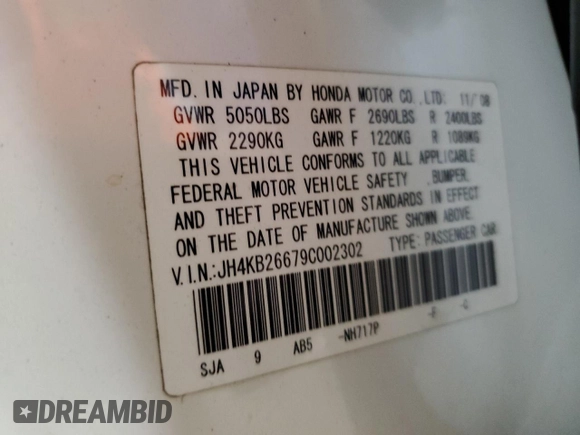 MFD. IN JAPAN BY HONDA MOTOR CO.,LTD: 11/08
GVWR 5050LBS GAWR F 2690LBS R 2400LBS
GVWR 2290KG GAWR F 1220KG R 1089KG
THIS VEHICLE CONFORMS TO ALL APPLICABLE
FEDERAL MOTOR VEHICLE SAFETY ,BUMPER,
AND THEFT PREVENTION STANDARDS IN EFFECT
ON THE DATE OF MANUFACTURE SHOWN ABOVE.
V.I.N.:JH4KB26679C002302 TYPE: PASSENGER CAR
SJA 9 AB5 -NH717P -F -C
DREAMBID